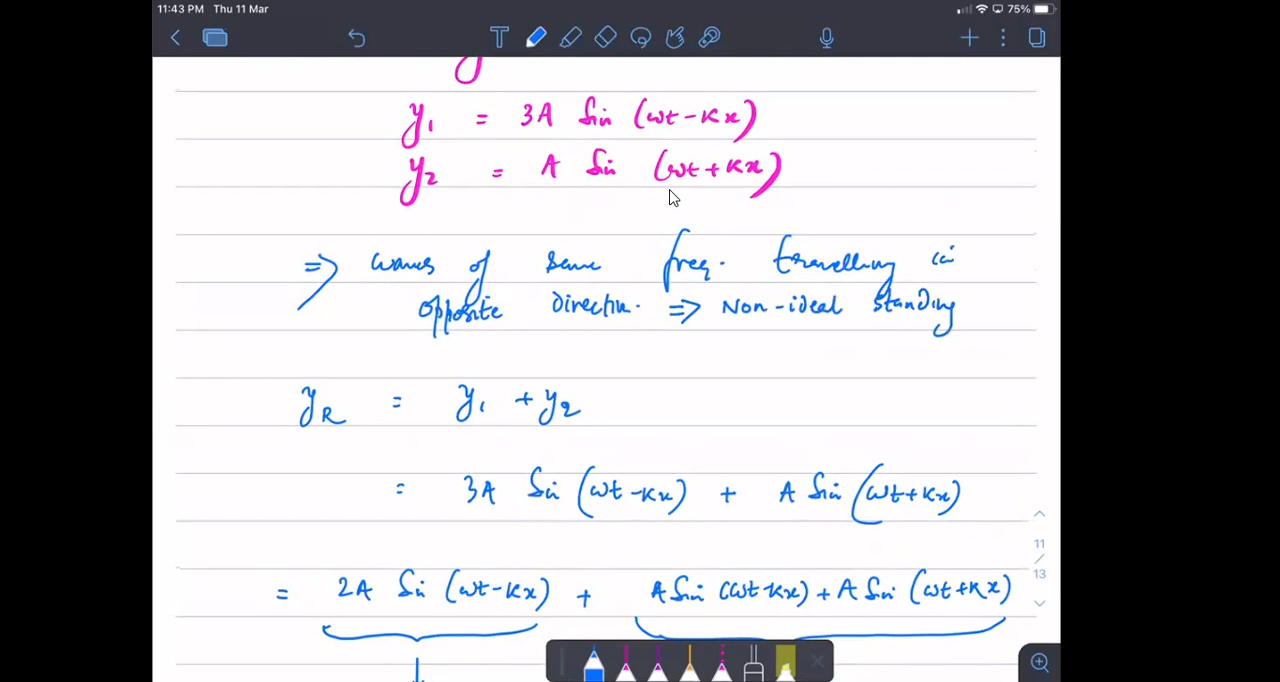 11:43 PM Thu 11 Mar 75%
T
y
y₁ = 3A Sin (ωt - Kx)
y₂ = A Sin (ωt + Kx)
⇒ waves of same freq. travelling in
opposite direction. ⇒ Non-ideal standing
y_R = y₁ + y₂
= 3A Sin (ωt - Kx) + A Sin (ωt + Kx)
11
/
13
= 2A Sin (ωt - Kx) + A Sin (ωt - Kx) + A Sin (ωt + Kx)